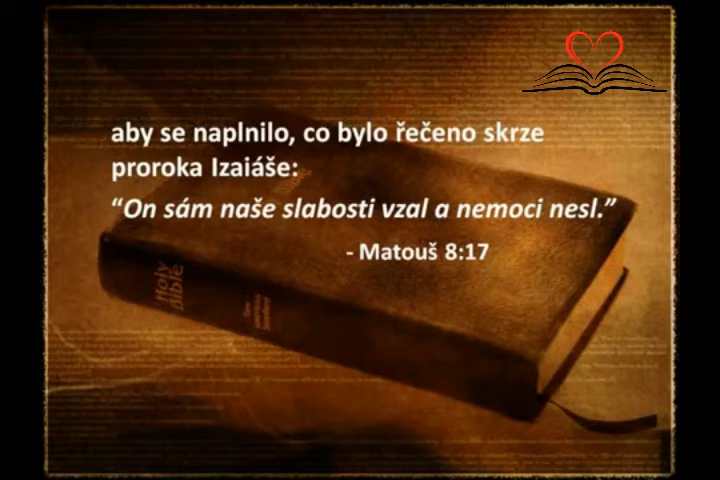 aby se naplnilo, co bylo řečeno skrze
proroka Izaiáše:
“On sám naše slabosti vzal a nemoci nesl.”
- Matouš 8:17
Holy
Bible